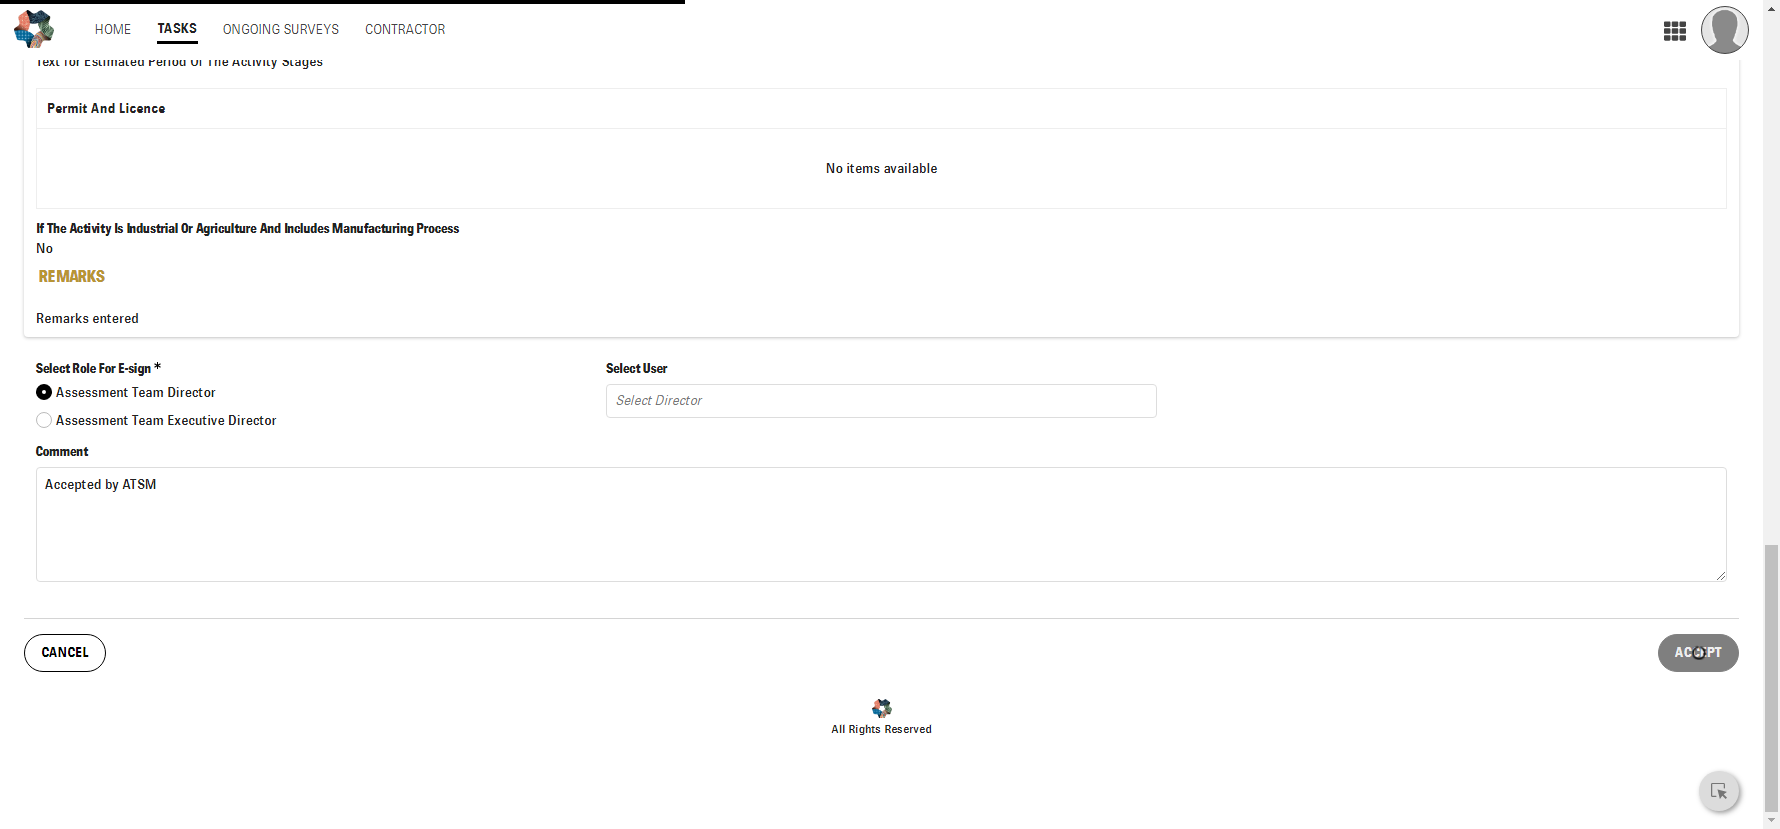 HOME
TASKS
ONGOING SURVEYS
CONTRACTOR
Text for Estimated Period Of The Activity Stages
Permit And Licence
No items available
If The Activity Is Industrial Or Agriculture And Includes Manufacturing Process
No
REMARKS
Remarks entered
Select Role For E-sign *
Assessment Team Director
Assessment Team Executive Director
Select User
Select Director
Comment
Accepted by ATSM
CANCEL
ACCEPT
All Rights Reserved